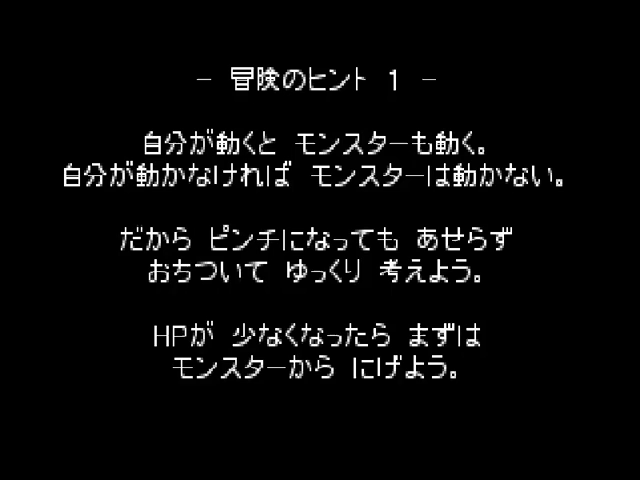 - 冒険のヒント 1 -
自分が動くと モンスターも動く。
自分が動かなければ モンスターは動かない。
だから ピンチになっても あせらず
おちついて ゆっくり 考えよう。
HPが 少なくなったら まずは
モンスターから にげよう。